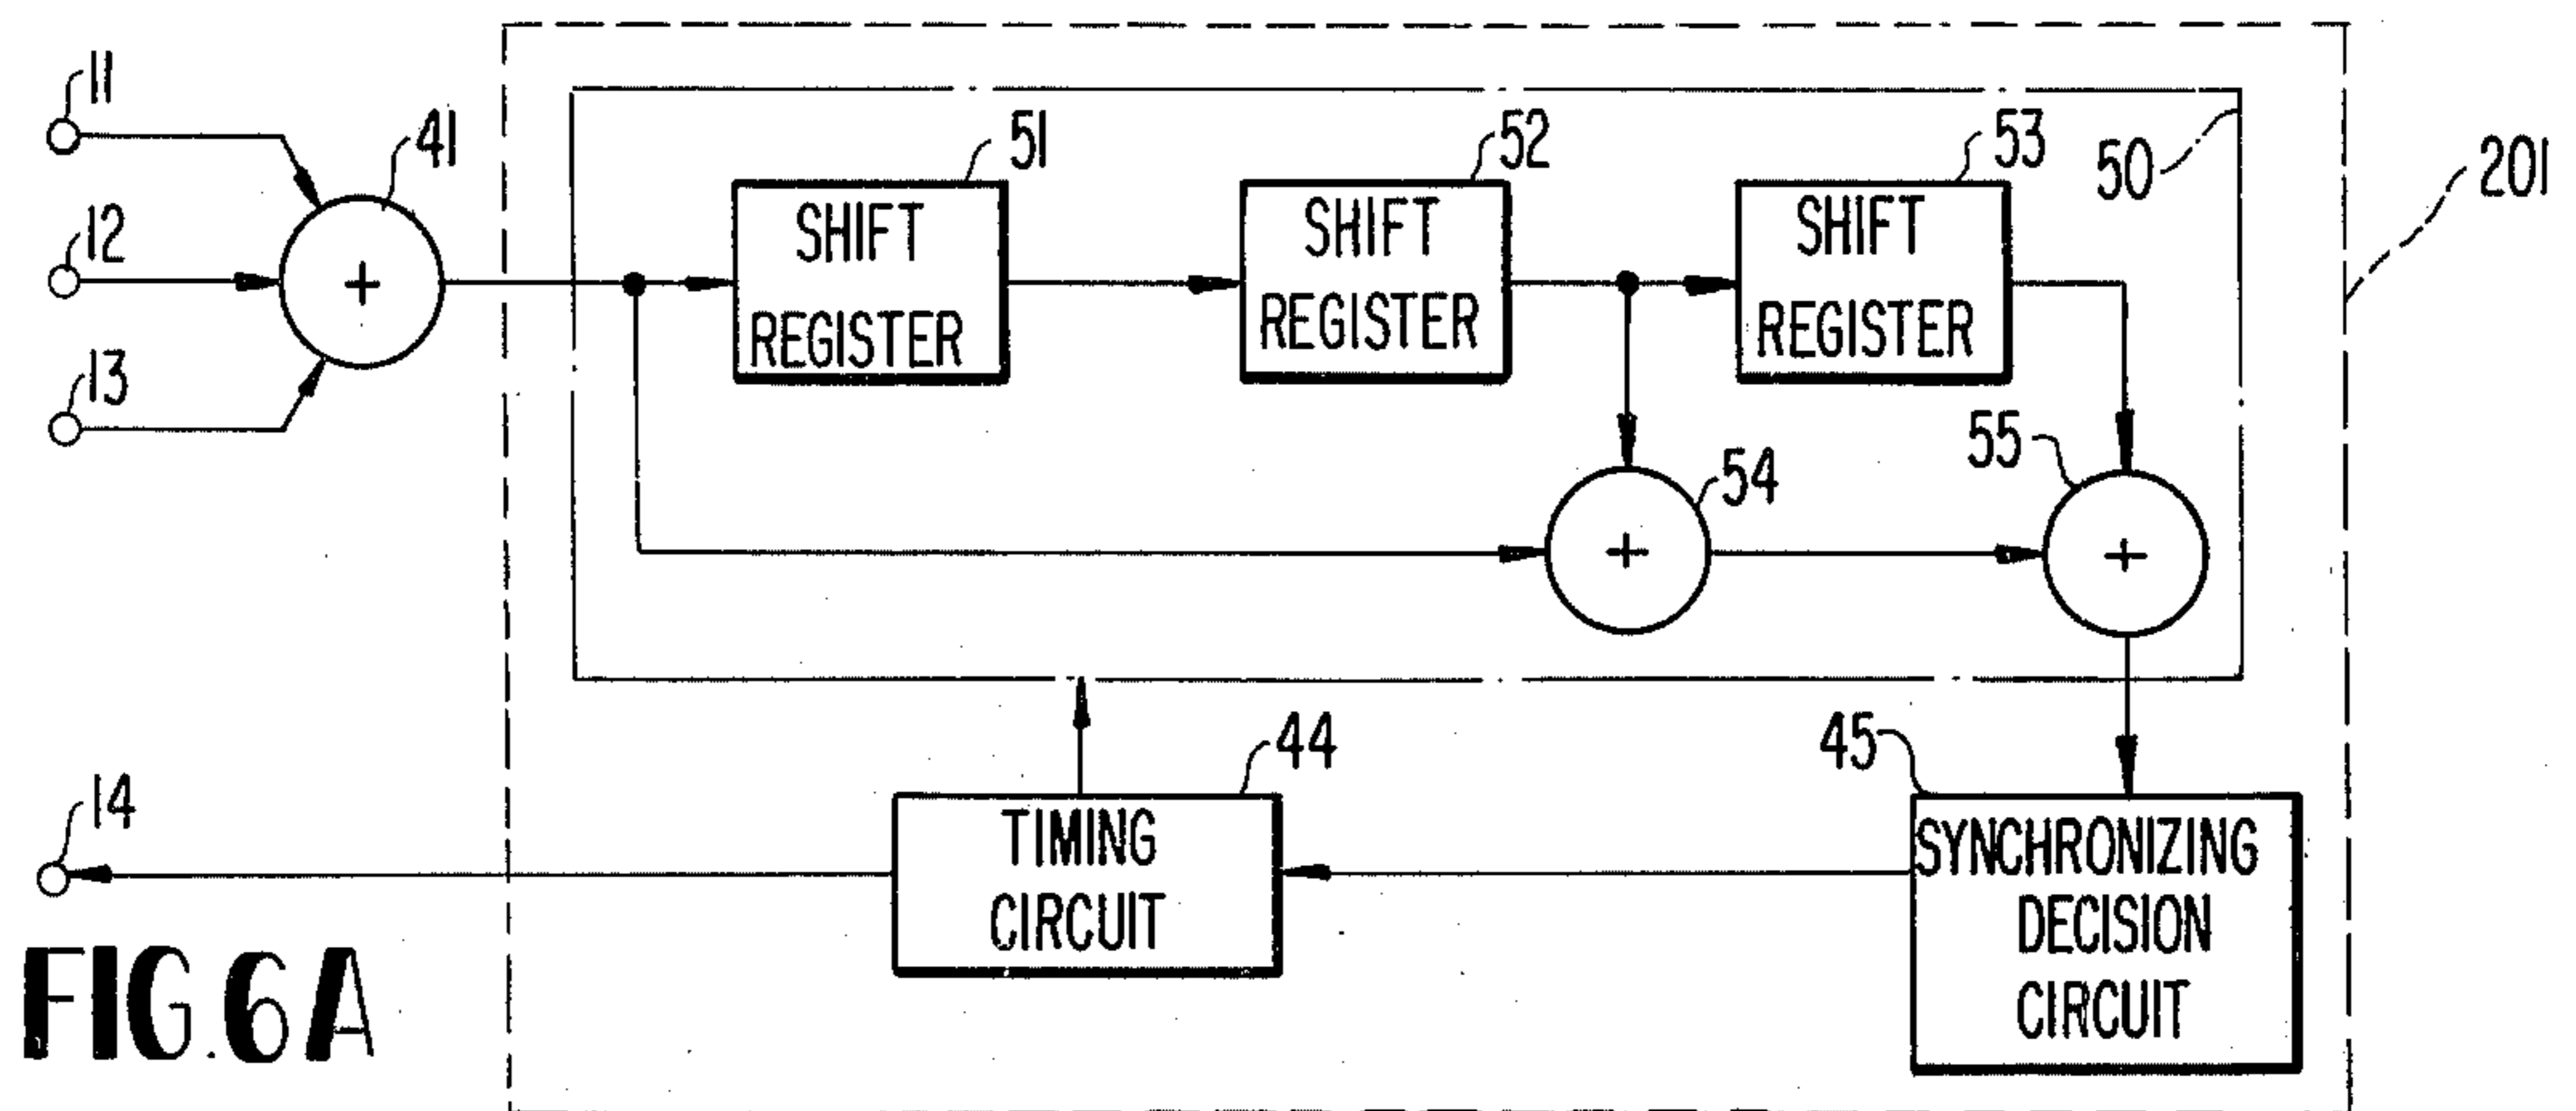 11
12
13
41
+
51
SHIFT
REGISTER
52
SHIFT
REGISTER
53
SHIFT
REGISTER
50
201
54
+
55
+
44
TIMING
CIRCUIT
45
SYNCHRONIZING
DECISION
CIRCUIT
14
FIG.6A